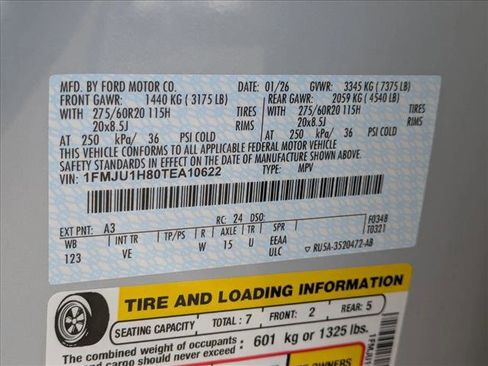 MFD. BY FORD MOTOR CO.
DATE: 01/26 GVWR: 3345 KG ( 7375 LB)
FRONT GAWR: 1440 KG ( 3175 LB) REAR GAWR: 2059 KG ( 4540 LB)
WITH 275/60R20 115H TIRES WITH 275/60R20 115H TIRES
20x8.5J RIMS 20x8.5J RIMS
AT 250 kPa/ 36 PSI COLD AT 250 kPa/ 36 PSI COLD
THIS VEHICLE CONFORMS TO ALL APPLICABLE FEDERAL MOTOR VEHICLE
SAFETY STANDARDS IN EFFECT ON THE DATE OF MANUFACTURE SHOWN ABOVE.
VIN: 1FMJU1H80TEA10622 TYPE: MPV
EXT PNT: A3 RC: 24 DSO: F0348
T0321
WB INT TR TP/PS R AXLE TR SPR
123 VE W 15 U EEAA
ULC
RU5A-3520472-AB
TIRE AND LOADING INFORMATION
SEATING CAPACITY TOTAL: 7 FRONT: 2 REAR: 5
The combined weight of occupants
and cargo should never exceed: 601 kg or 1325 lbs.
OWNERS
1FMJU1